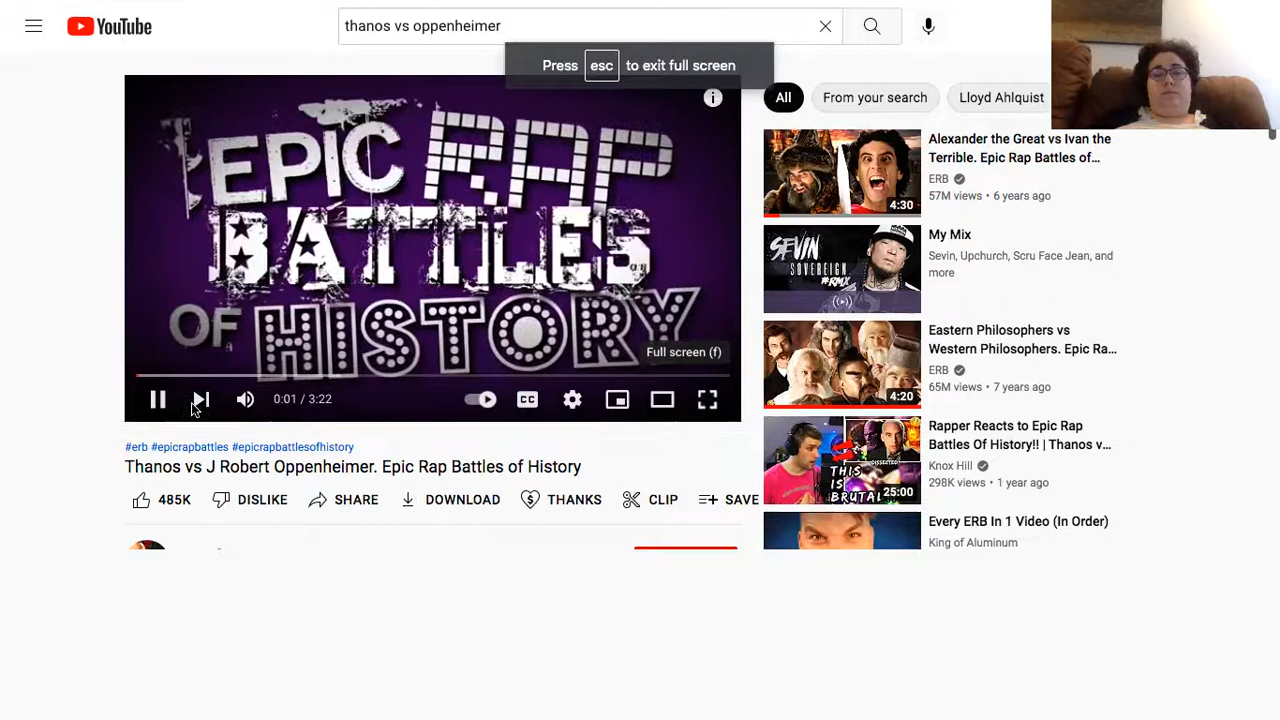 YouTube
thanos vs oppenheimer
Press esc to exit full screen
EPIC RAP
BATTLES
OF HISTORY
Full screen (f)
0:01 / 3:22
CC
#erb #epicrapbattles #epicrapbattlesofhistory
Thanos vs J Robert Oppenheimer. Epic Rap Battles of History
485K DISLIKE SHARE DOWNLOAD THANKS CLIP SAVE
All From your search Lloyd Ahlquist
4:30
Alexander the Great vs Ivan the
Terrible. Epic Rap Battles of...
ERB
57M views • 6 years ago
SEVIN
SOVEREIGN
#RMX
My Mix
Sevin, Upchurch, Scru Face Jean, and
more
4:20
Eastern Philosophers vs
Western Philosophers. Epic Ra...
ERB
65M views • 7 years ago
DISSECTED
THIS
IS
BRUTAL
25:00
Rapper Reacts to Epic Rap
Battles Of History!! | Thanos v...
Knox Hill
298K views • 1 year ago
Every ERB In 1 Video (In Order)
King of Aluminum